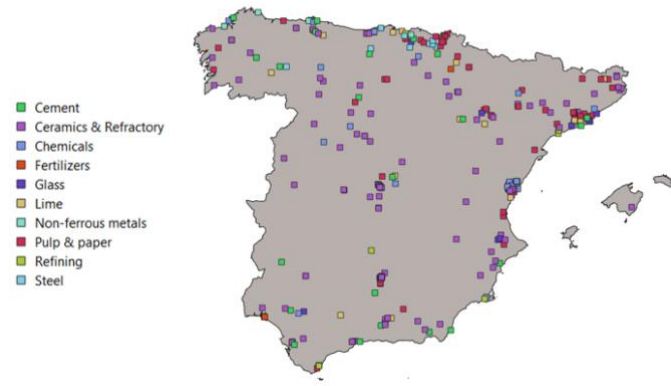 Cement
Ceramics & Refractory
Chemicals
Fertilizers
Glass
Lime
Non-ferrous metals
Pulp & paper
Refining
Steel